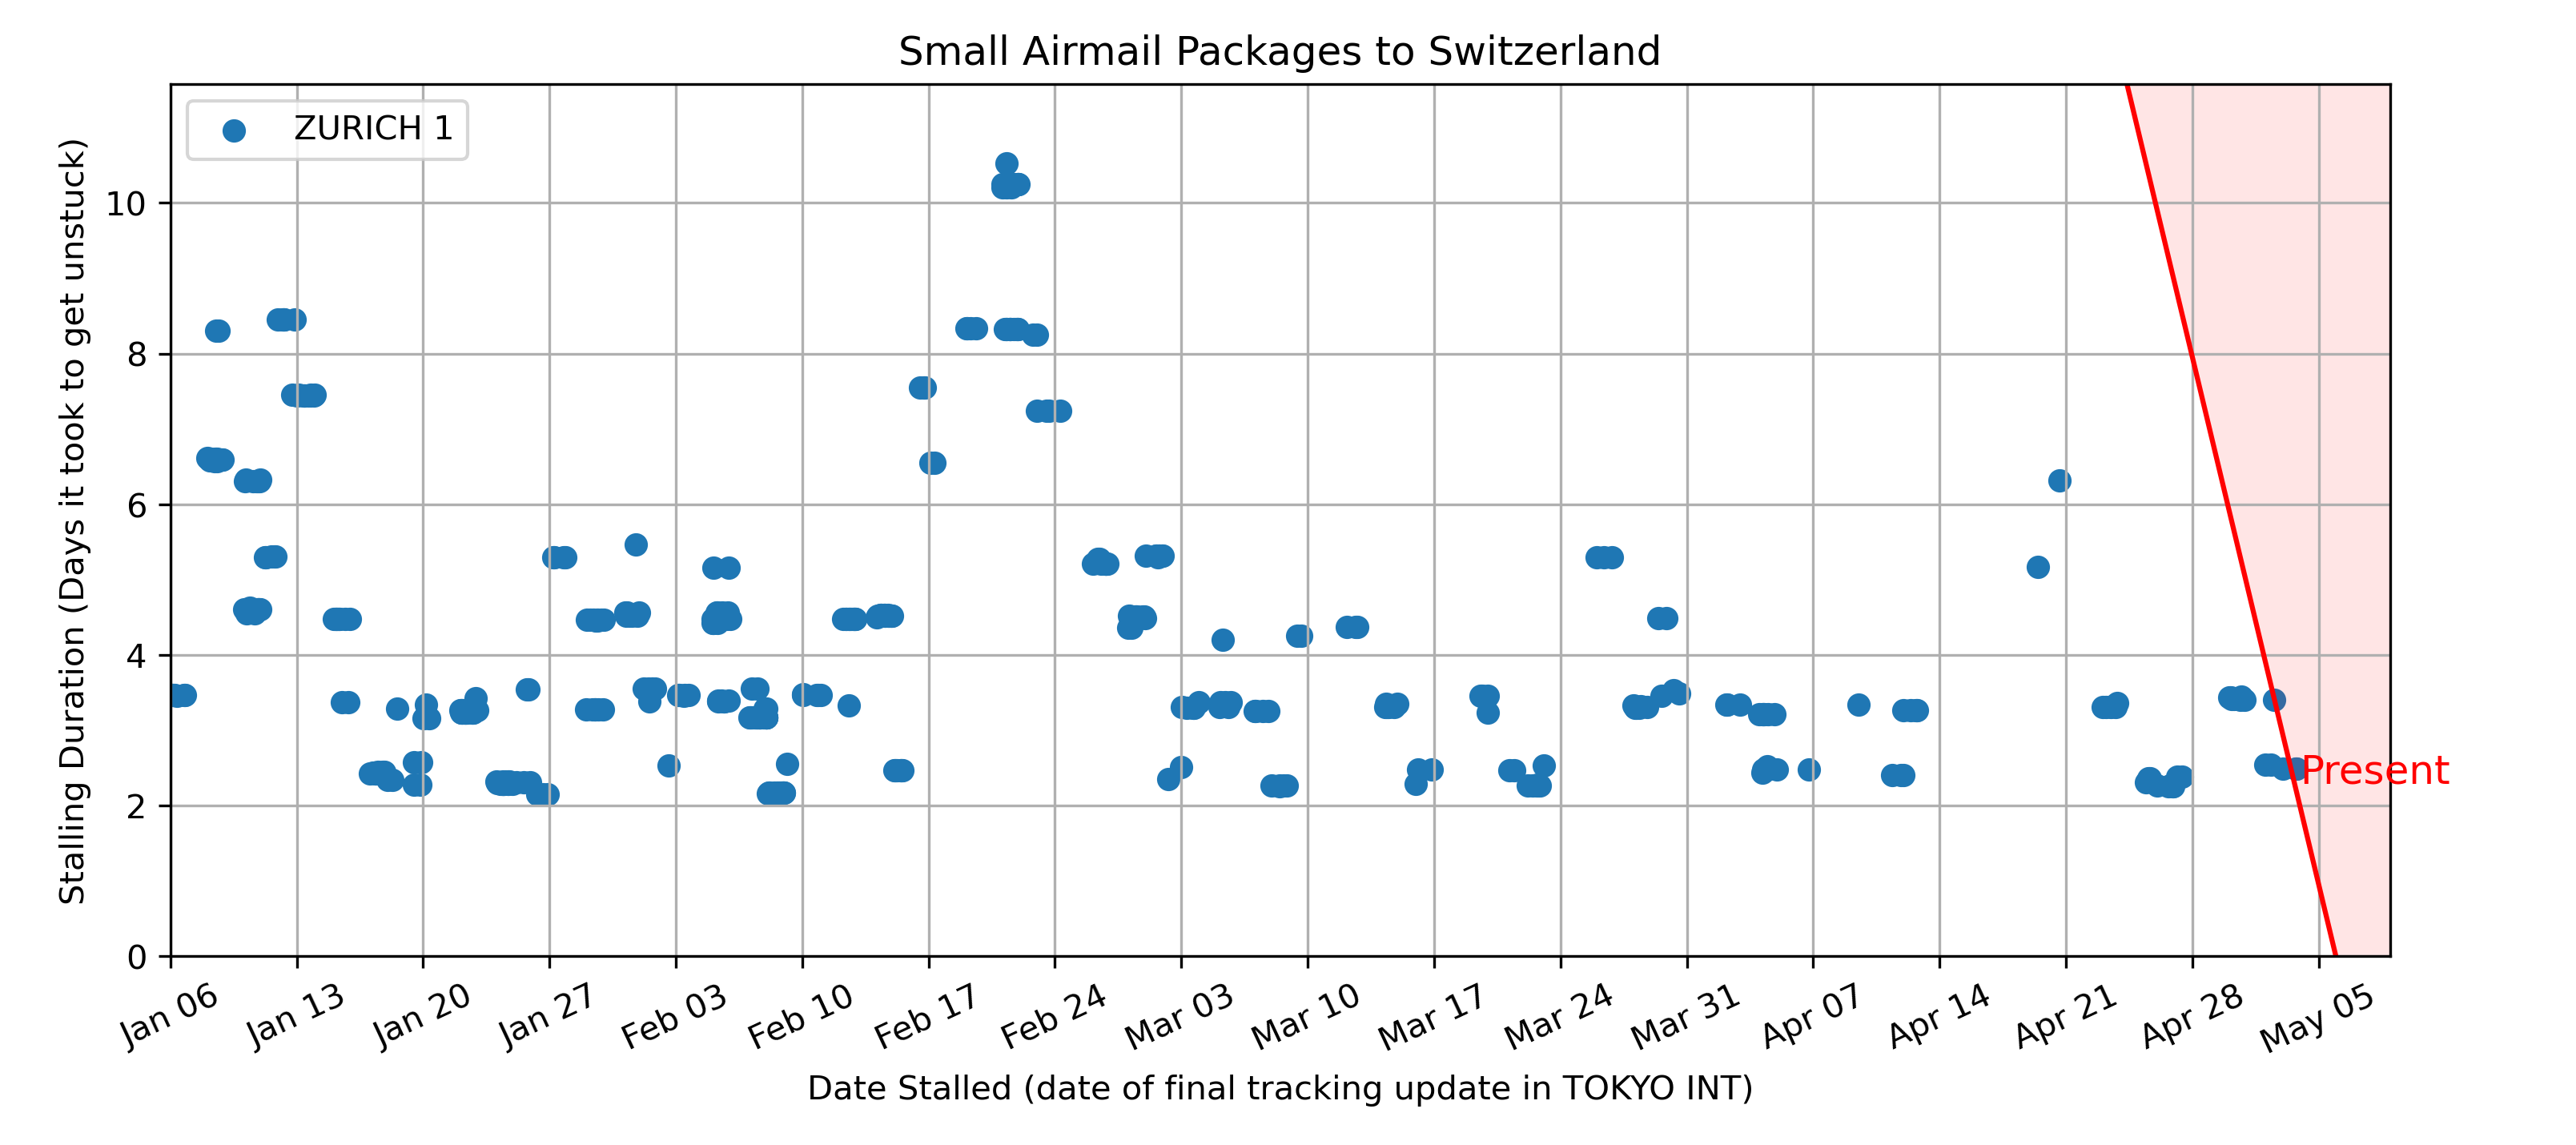 Small Airmail Packages to Switzerland
ZURICH 1
Stalling Duration (Days it took to get unstuck)
10
8
6
4
2
0
Present
Jan 06
Jan 13
Jan 20
Jan 27
Feb 03
Feb 10
Feb 17
Feb 24
Mar 03
Mar 10
Mar 17
Mar 24
Mar 31
Apr 07
Apr 14
Apr 21
Apr 28
May 05
Date Stalled (date of final tracking update in TOKYO INT)